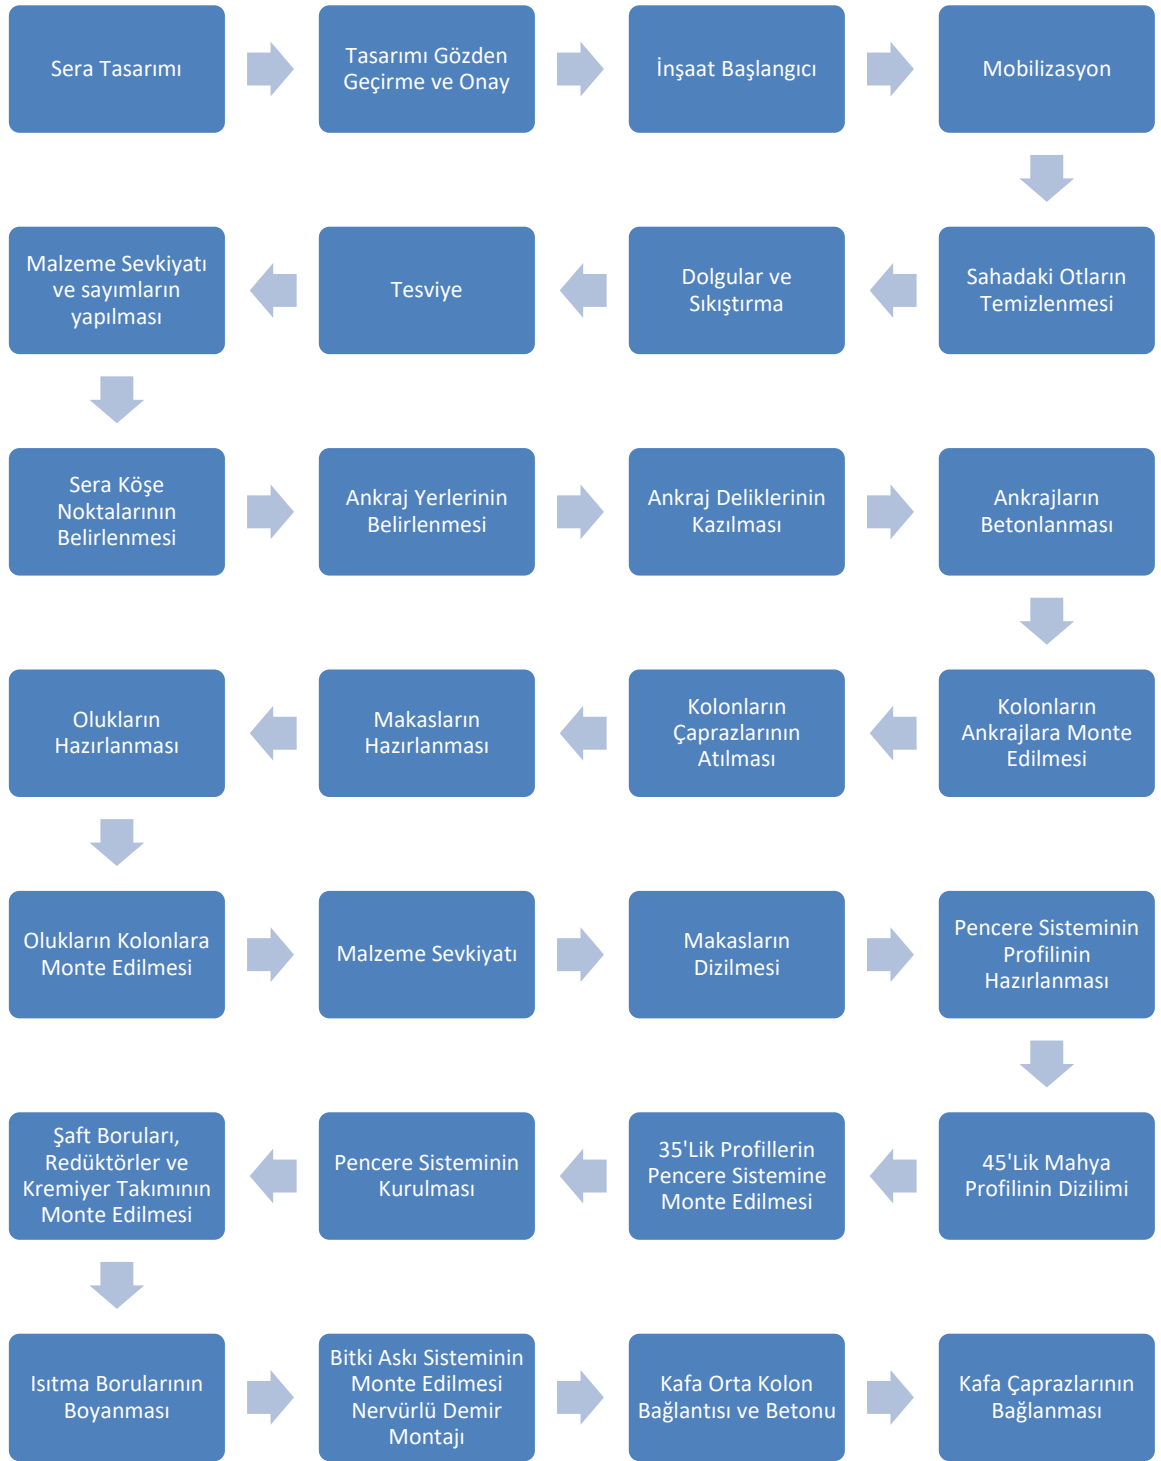 Sera Tasarımı
Tasarımı Gözden
Geçirme ve Onay
İnşaat Başlangıcı
Mobilizasyon
Sahadaki Otların
Temizlenmesi
Dolgular ve
Sıkıştırma
Tesviye
Malzeme Sevkiyatı
ve sayımların
yapılması
Sera Köşe
Noktalarının
Belirlenmesi
Ankraj Yerlerinin
Belirlenmesi
Ankraj Deliklerinin
Kazılması
Ankrajların
Betonlanması
Kolonların
Ankrajlara Monte
Edilmesi
Kolonların
Çaprazlarının
Atılması
Makasların
Hazırlanması
Olukların
Hazırlanması
Olukların Kolonlara
Monte Edilmesi
Malzeme Sevkiyatı
Makasların
Dizilmesi
Pencere Sisteminin
Profilinin
Hazırlanması
45'Lik Mahya
Profilinin Dizilimi
35'Lik Profillerin
Pencere Sistemine
Monte Edilmesi
Pencere Sisteminin
Kurulması
Şaft Boruları,
Redüktörler ve
Kremiyer Takımının
Monte Edilmesi
Isıtma Borularının
Boyanması
Bitki Askı Sisteminin
Monte Edilmesi
Nervürlü Demir
Montajı
Kafa Orta Kolon
Bağlantısı ve Betonu
Kafa Çaprazlarının
Bağlanması